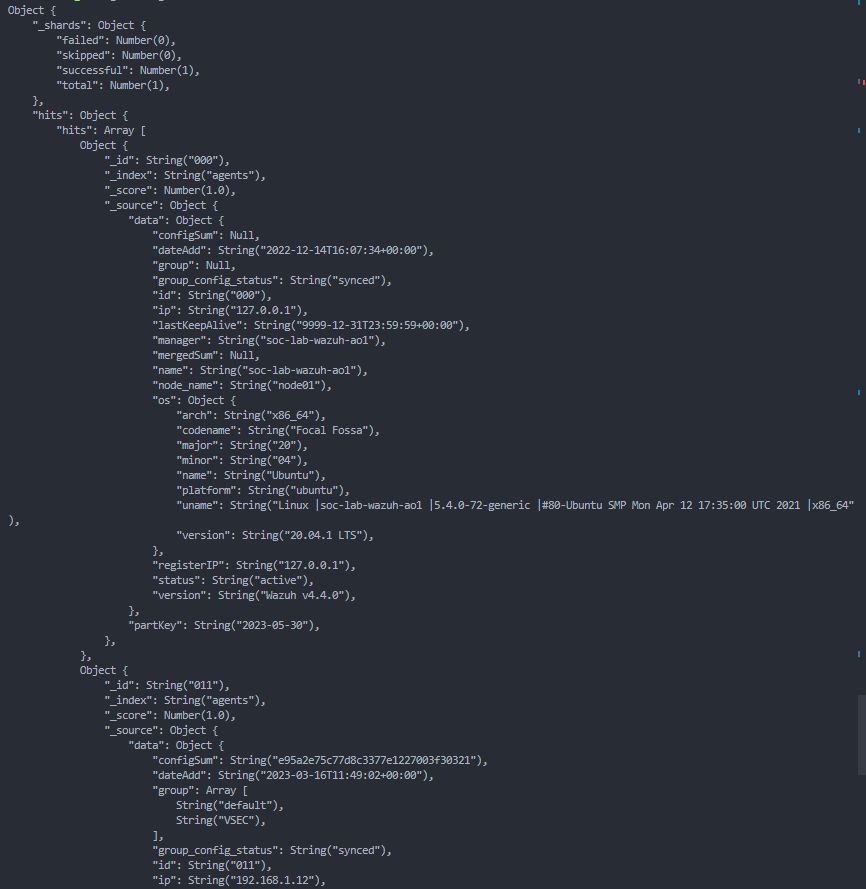 Object {
    "_shards": Object {
        "failed": Number(0),
        "skipped": Number(0),
        "successful": Number(1),
        "total": Number(1),
    },
    "hits": Object {
        "hits": Array [
            Object {
                "_id": String("000"),
                "_index": String("agents"),
                "_score": Number(1.0),
                "_source": Object {
                    "data": Object {
                        "configSum": Null,
                        "dateAdd": String("2022-12-14T16:07:34+00:00"),
                        "group": Null,
                        "group_config_status": String("synced"),
                        "id": String("000"),
                        "ip": String("127.0.0.1"),
                        "lastKeepAlive": String("9999-12-31T23:59:59+00:00"),
                        "manager": String("soc-lab-wazuh-ao1"),
                        "mergedSum": Null,
                        "name": String("soc-lab-wazuh-ao1"),
                        "node_name": String("node01"),
                        "os": Object {
                            "arch": String("x86_64"),
                            "codename": String("Focal Fossa"),
                            "major": String("20"),
                            "minor": String("04"),
                            "name": String("Ubuntu"),
                            "platform": String("ubuntu"),
                            "uname": String("Linux |soc-lab-wazuh-ao1 |5.4.0-72-generic |#80-Ubuntu SMP Mon Apr 12 17:35:00 UTC 2021 |x86_64"
),
                            "version": String("20.04.1 LTS"),
                        },
                        "registerIP": String("127.0.0.1"),
                        "status": String("active"),
                        "version": String("Wazuh v4.4.0"),
                    },
                    "partKey": String("2023-05-30"),
                },
            },
            Object {
                "_id": String("011"),
                "_index": String("agents"),
                "_score": Number(1.0),
                "_source": Object {
                    "data": Object {
                        "configSum": String("e95a2e75c77d8c3377e1227003f30321"),
                        "dateAdd": String("2023-03-16T11:49:02+00:00"),
                        "group": Array [
                            String("default"),
                            String("VSEC"),
                        ],
                        "group_config_status": String("synced"),
                        "id": String("011"),
                        "ip": String("192.168.1.12"),